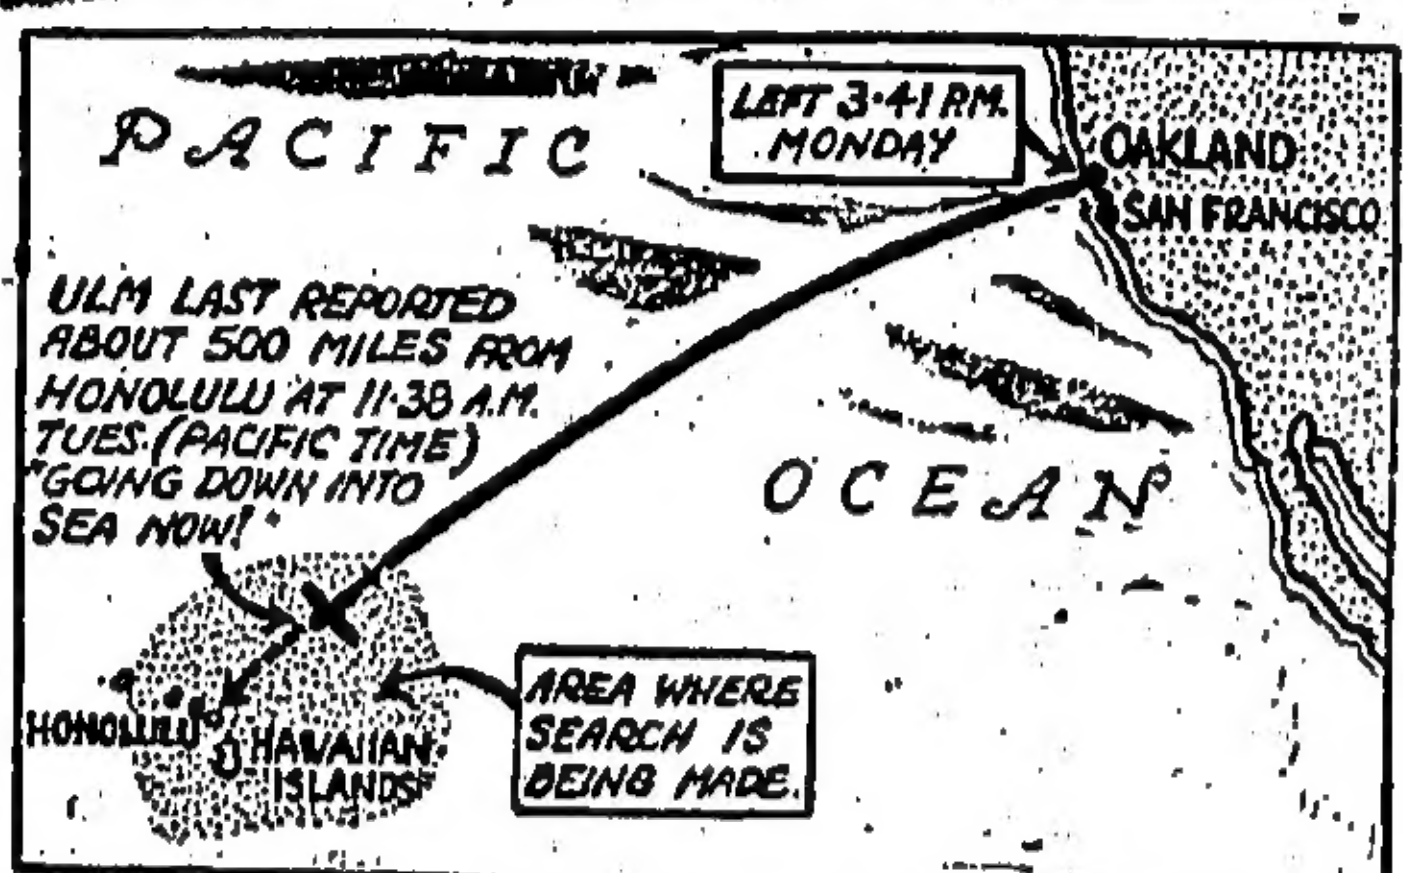 PACIFIC
LEFT 3·41 P.M.
MONDAY
OAKLAND
SAN FRANCISCO
ULM LAST REPORTED
ABOUT 500 MILES FROM
HONOLULU AT 11·38 A.M.
TUES. (PACIFIC TIME)
"GOING DOWN INTO
SEA NOW!"
OCEAN
HONOLULU
HAWAIIAN
ISLANDS
AREA WHERE
SEARCH IS
BEING MADE.